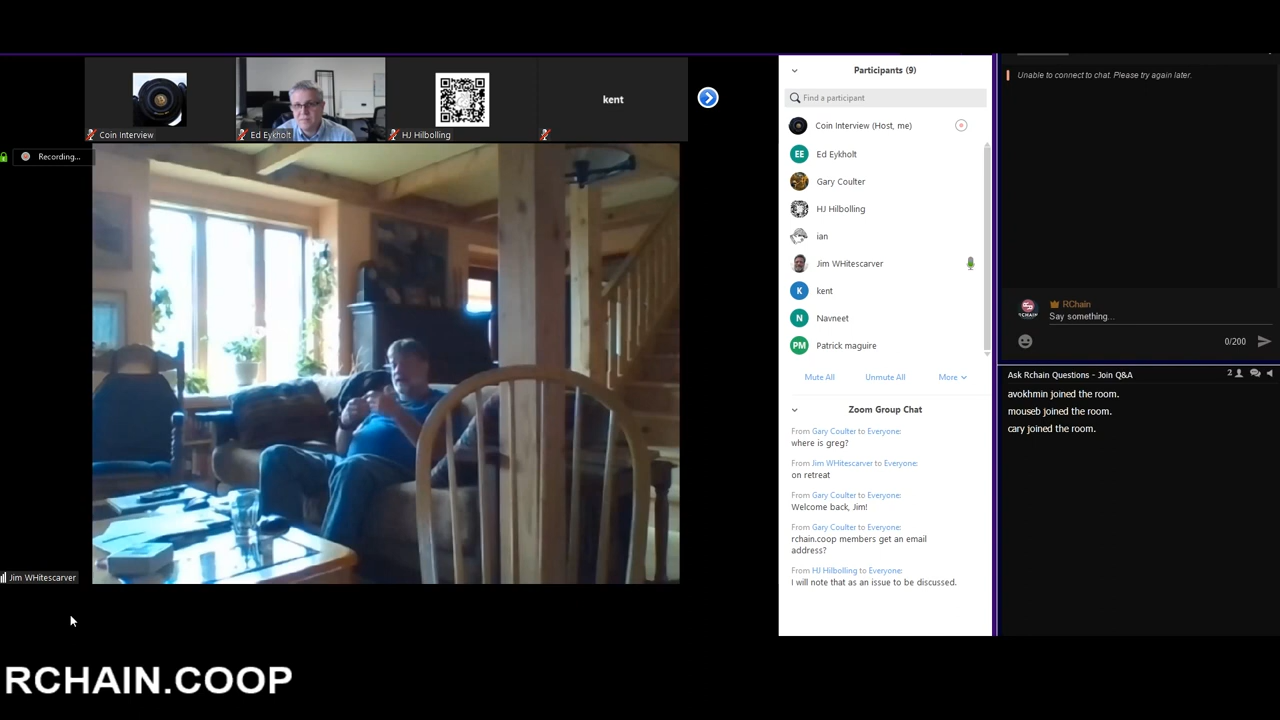 Coin Interview
Ed Eykholt
HJ Hilbolling
kent
Recording...
Jim WHitescarver
RCHAIN.COOP
Participants (9)
Find a participant
Coin Interview (Host, me)
EE Ed Eykholt
Gary Coulter
HJ Hilbolling
ian
Jim WHitescarver
K kent
N Navneet
PM Patrick maguire
Mute All Unmute All More
Zoom Group Chat
From Gary Coulter to Everyone:
where is greg?
From Jim WHitescarver to Everyone:
on retreat
From Gary Coulter to Everyone:
Welcome back, Jim!
From Gary Coulter to Everyone:
rchain.coop members get an email
address?
From HJ Hilbolling to Everyone:
I will note that as an issue to be discussed.
Unable to connect to chat. Please try again later.
RCHAIN
RChain
Say something...
0/200
Ask Rchain Questions - Join Q&A
2
avokhmin joined the room.
mouseb joined the room.
cary joined the room.